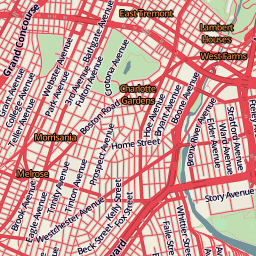 East Tremont
Grand Concourse
Lambert
Houses
West Farms
Webster Avenue
Park Avenue
3rd Avenue
Bathgate Avenue
Fulton Avenue
Crotona Avenue
Charlotte
Gardens
College Avenue
Teller Avenue
Boston Road
Hoe Avenue
Bryant Avenue
Boone Avenue
Bronx River Avenue
Elder Avenue
Ward Avenue
Stratford Avenue
Morrisania
Home Street
Melrose
Prospect Avenue
Brook Avenue
Eagle Avenue
Trinity Avenue
Tinton Avenue
Westchester Avenue
Beck Street
Kelly Street
Fox Street
Story Avenue
Whittier Street
Faile Street